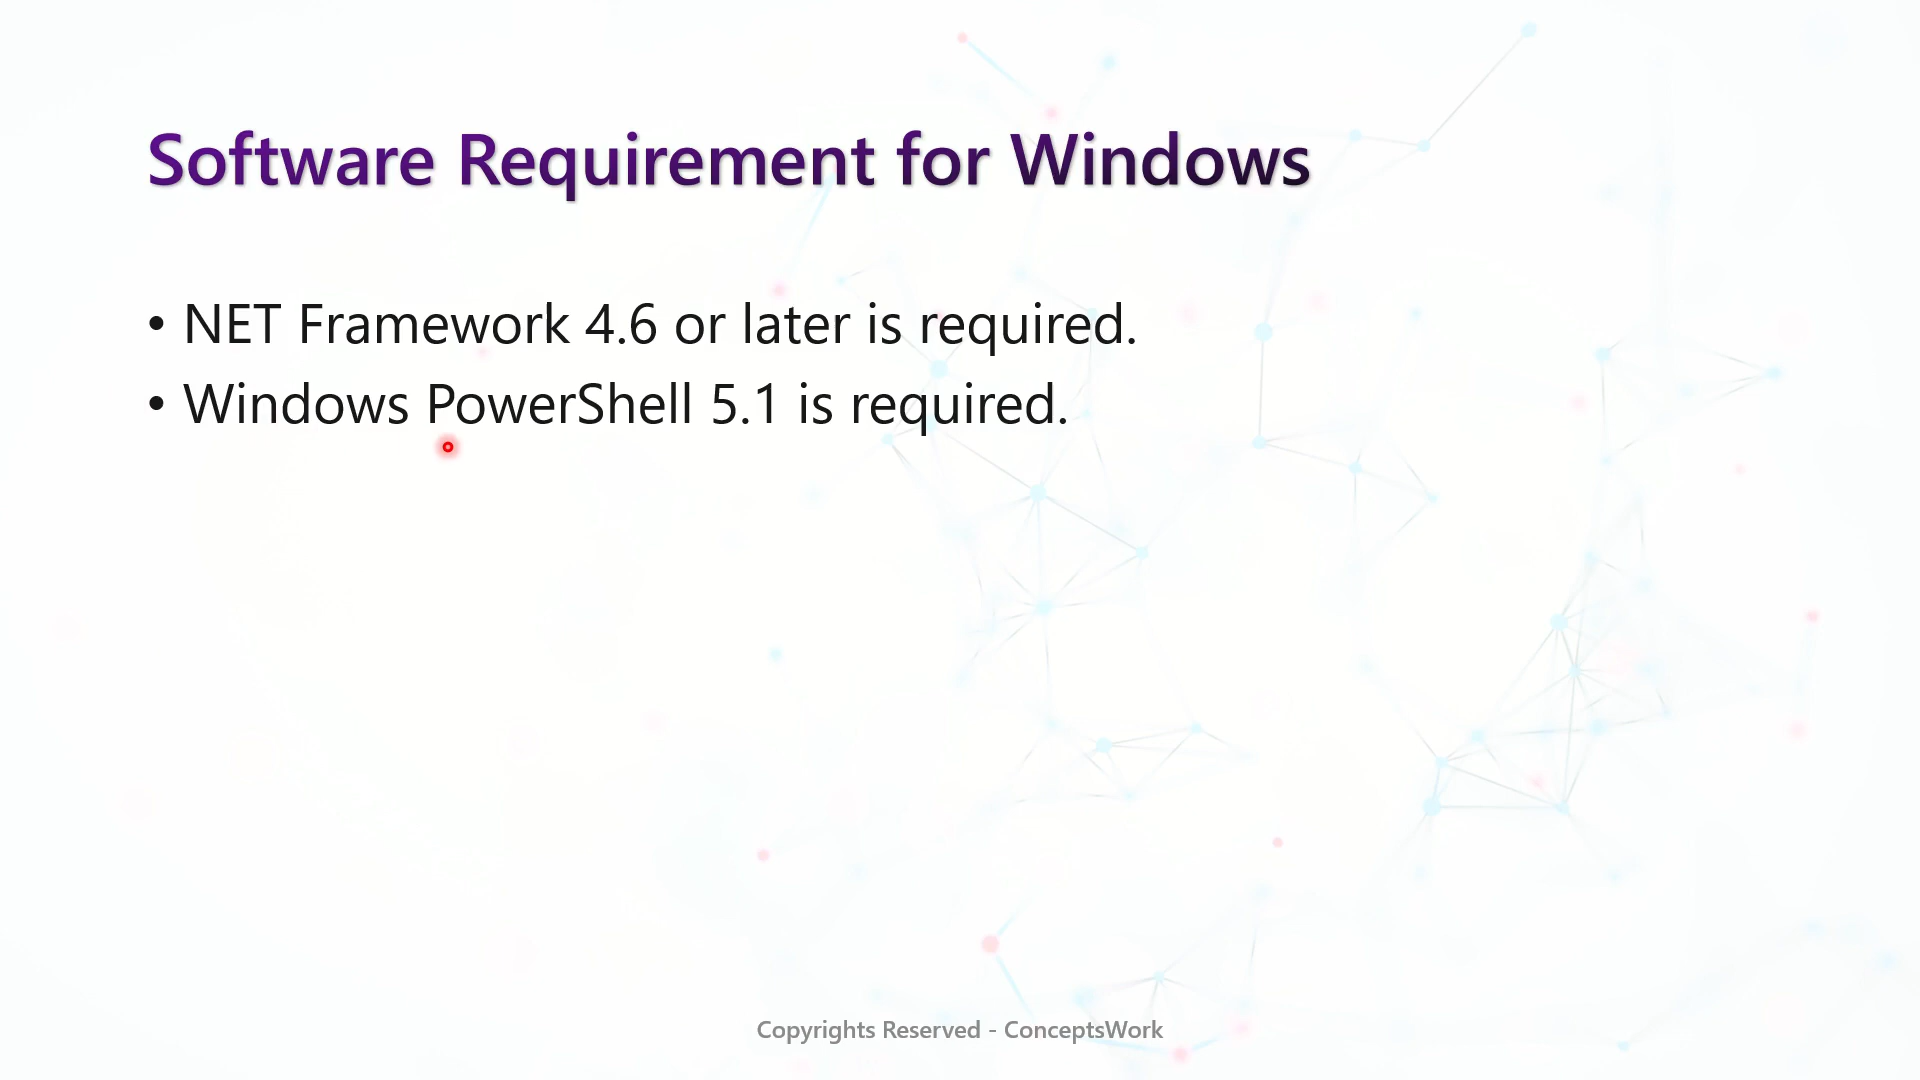 Software Requirement for Windows
• NET Framework 4.6 or later is required.
• Windows PowerShell 5.1 is required.
Copyrights Reserved - ConceptsWork